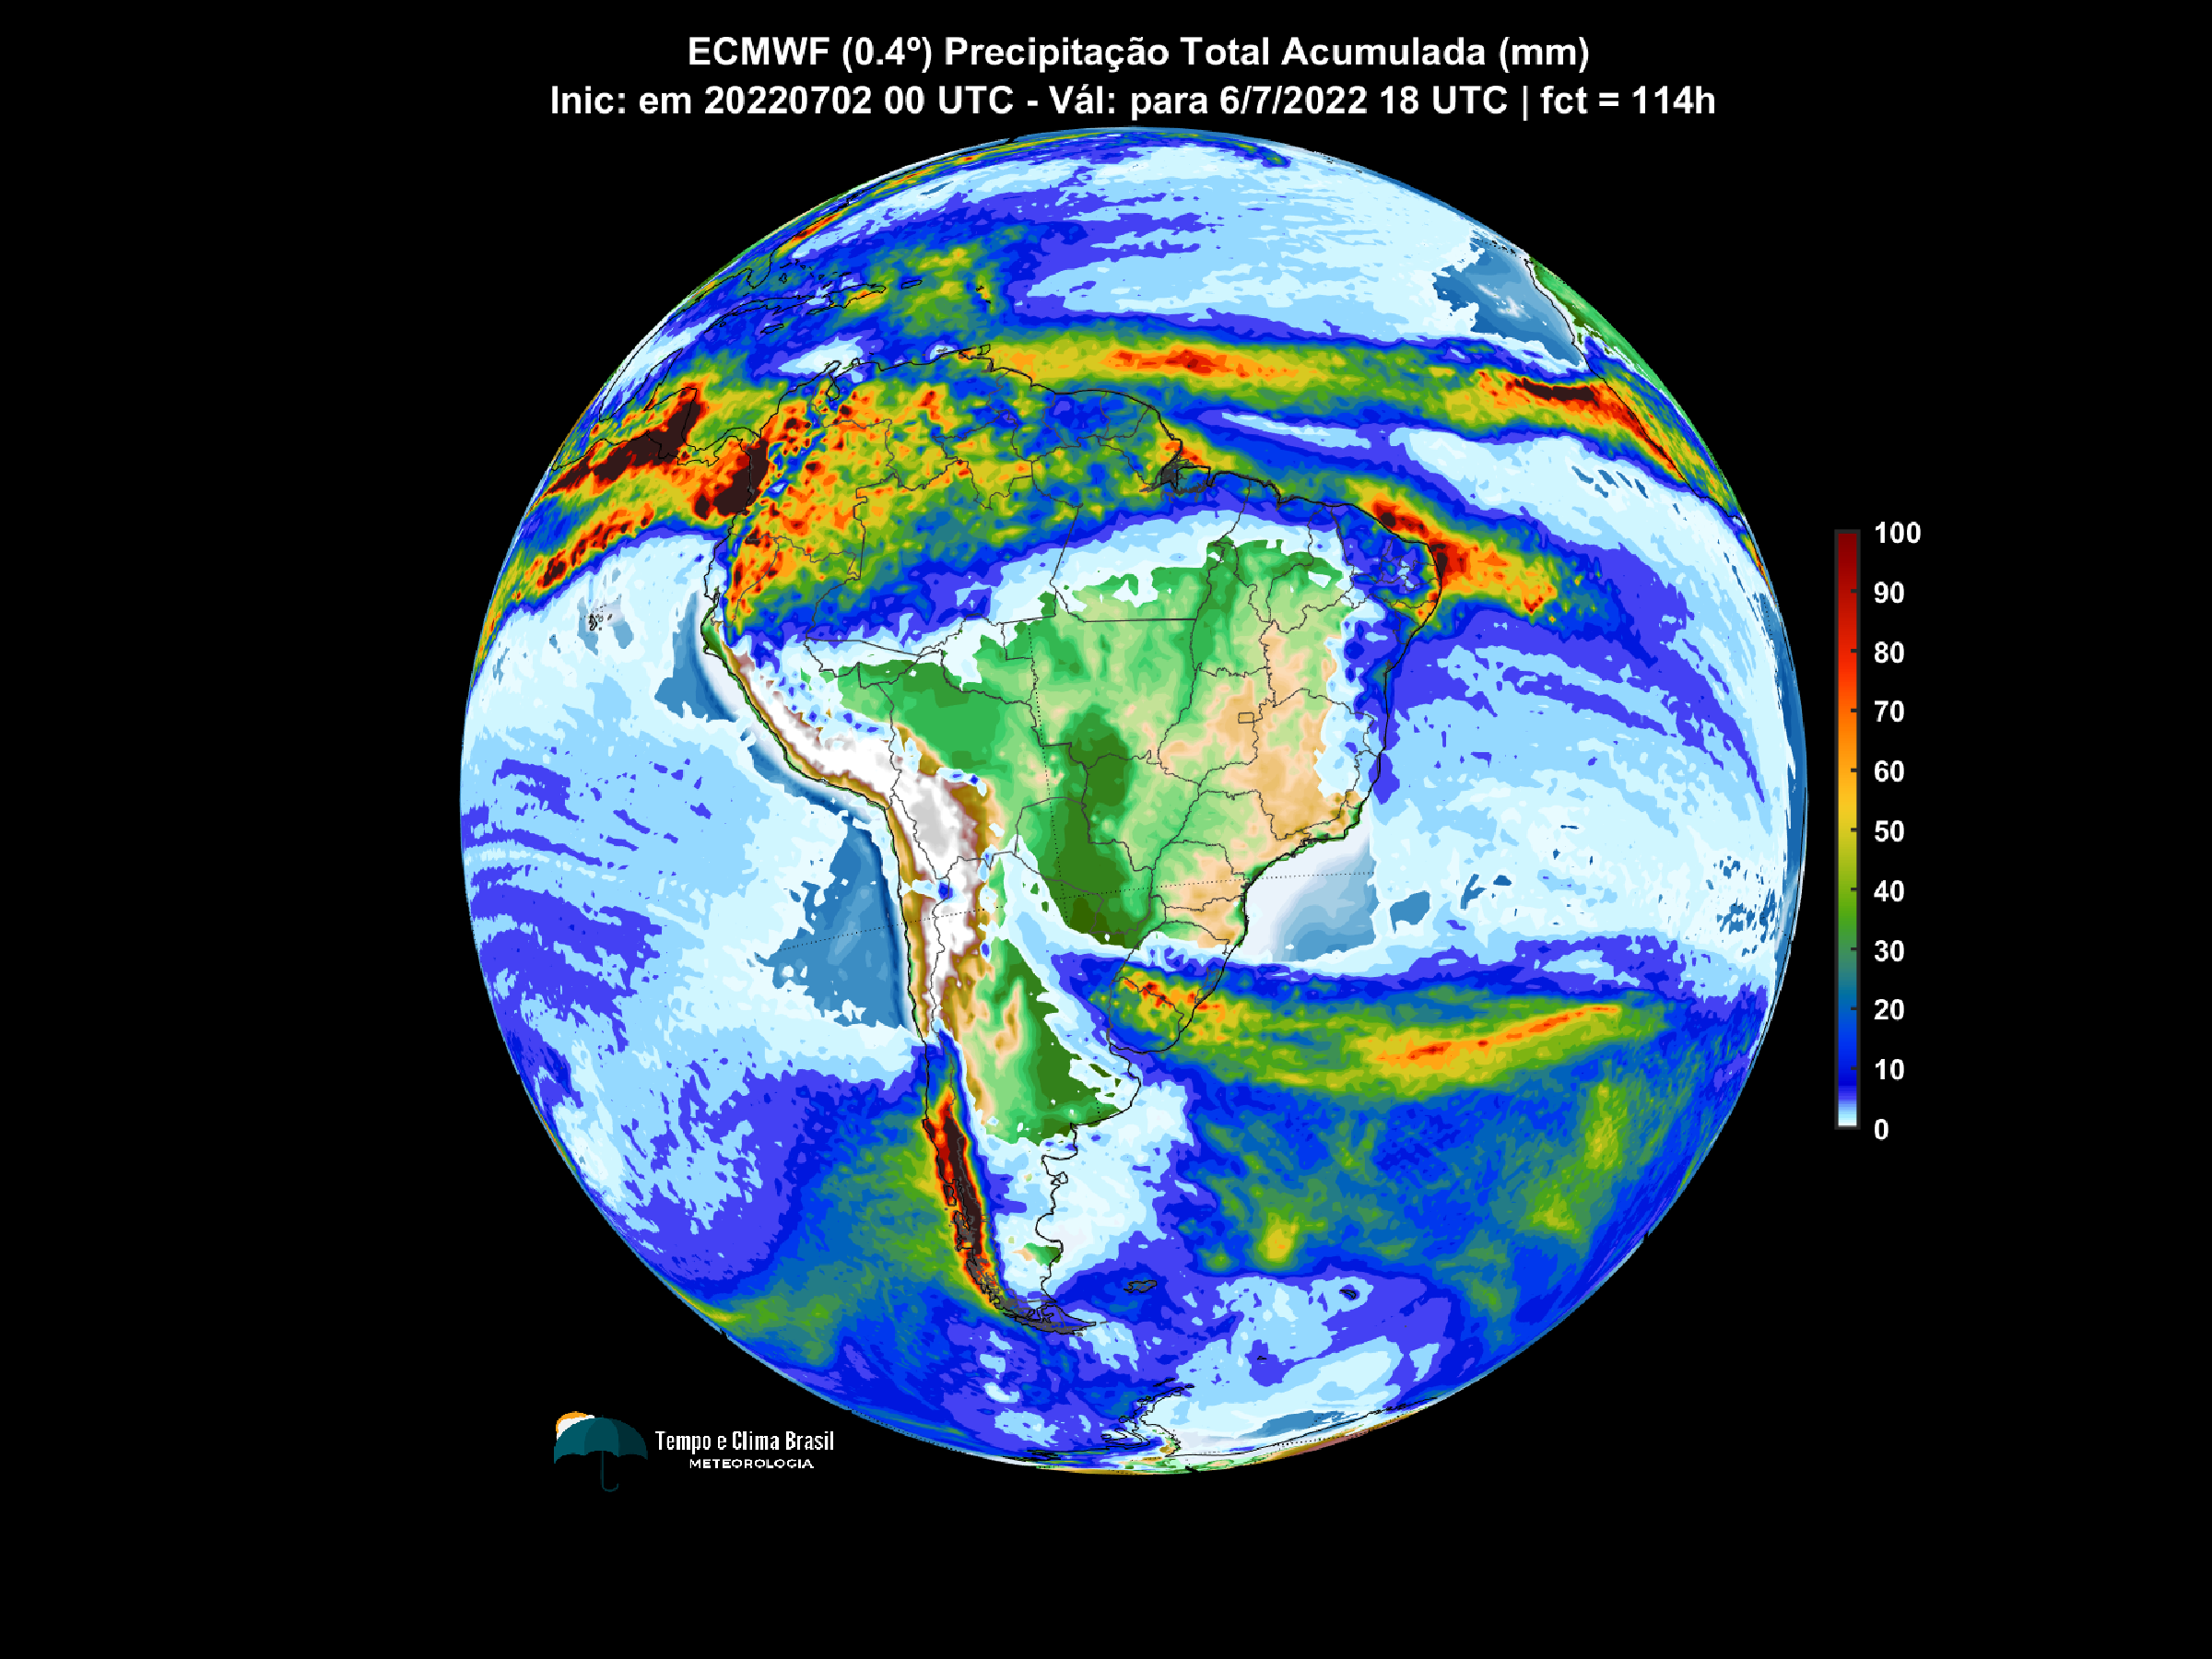 ECMWF (0.4º) Precipitação Total Acumulada (mm)
Inic: em 20220702 00 UTC - Vál: para 6/7/2022 18 UTC | fct = 114h
100
90
80
70
60
50
40
30
20
10
0
Tempo e Clima Brasil
METEOROLOGIA